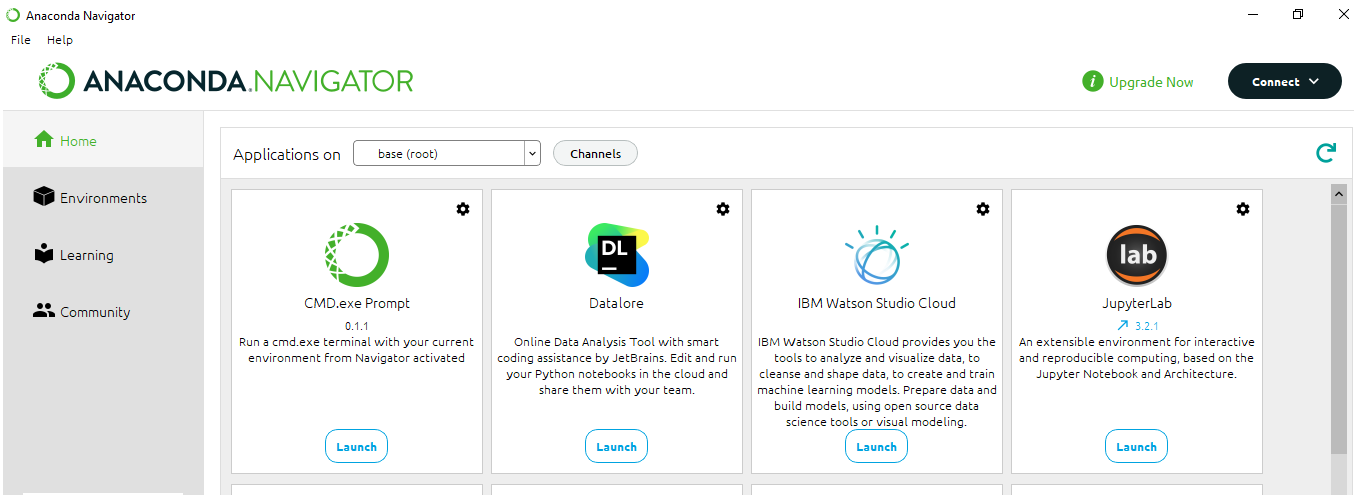 Anaconda Navigator
File Help
ANACONDA.NAVIGATOR
i Upgrade Now
Connect
Home
Environments
Learning
Community
Applications on base (root) Channels
CMD.exe Prompt
0.1.1
Run a cmd.exe terminal with your current
environment from Navigator activated
Launch
DL
Datalore
Online Data Analysis Tool with smart
coding assistance by JetBrains. Edit and run
your Python notebooks in the cloud and
share them with your team.
Launch
IBM Watson Studio Cloud
IBM Watson Studio Cloud provides you the
tools to analyze and visualize data, to
cleanse and shape data, to create and train
machine learning models. Prepare data and
build models, using open source data
science tools or visual modeling.
Launch
lab
JupyterLab
3.2.1
An extensible environment for interactive
and reproducible computing, based on the
Jupyter Notebook and Architecture.
Launch